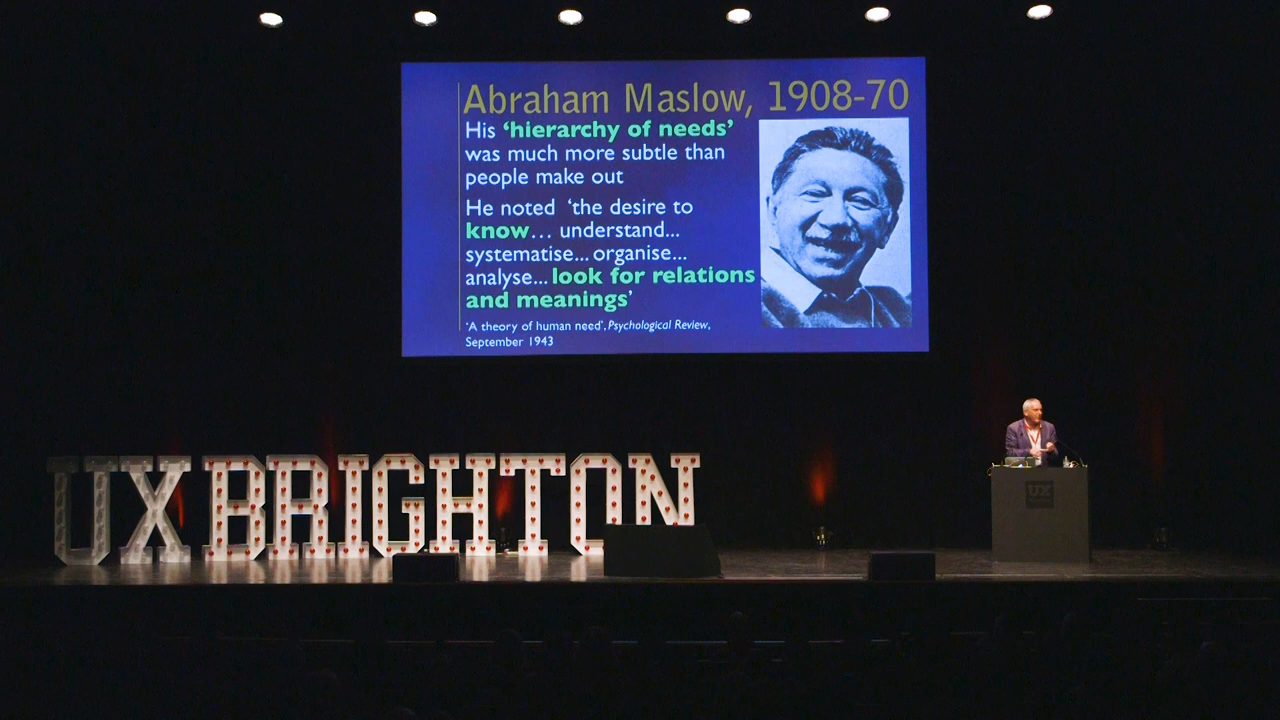 Abraham Maslow, 1908-70
His ‘hierarchy of needs’
was much more subtle than
people make out
He noted ‘the desire to
know... understand...
systematise... organise...
analyse... look for relations
and meanings’
‘A theory of human need’, Psychological Review,
September 1943
UX BRIGHTON
UX